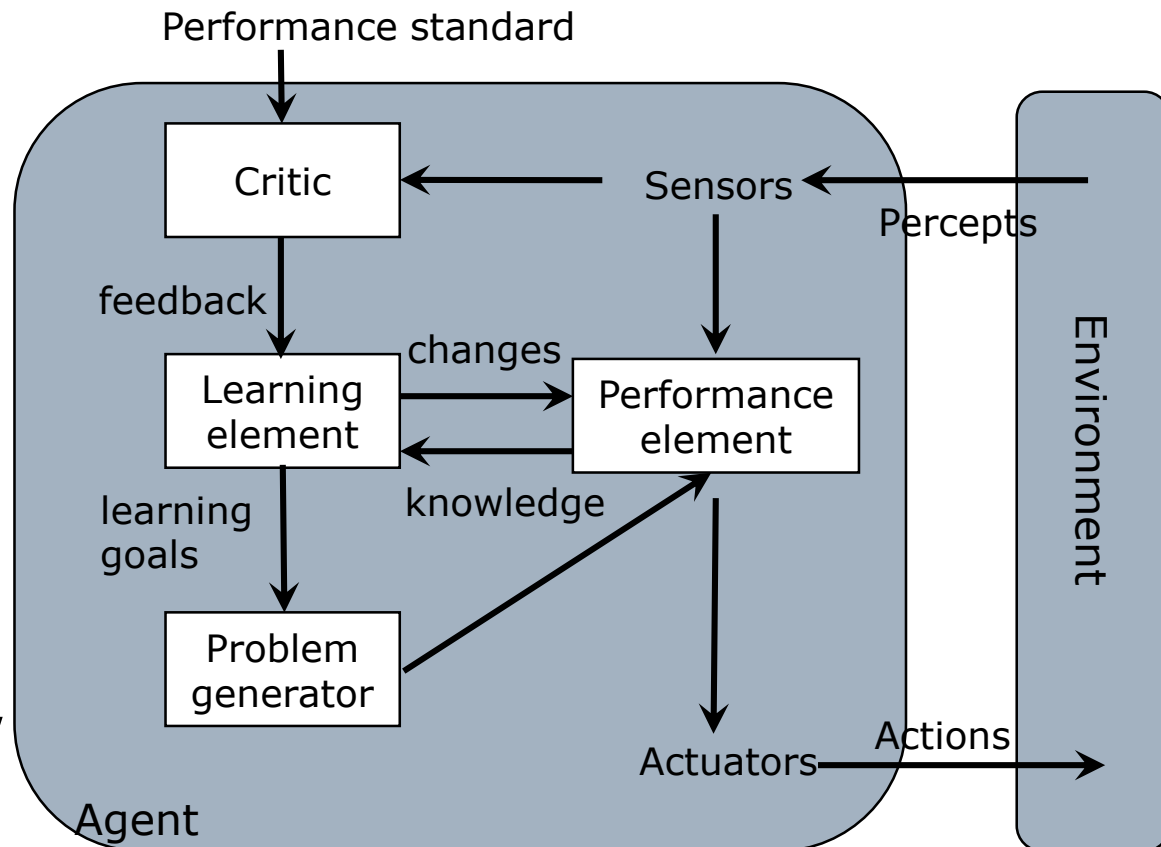 Performance standard
Critic
Sensors
Percepts
feedback
changes
Learning
element
Performance
element
Environment
learning
goals
knowledge
Problem
generator
Actuators
Actions
Agent